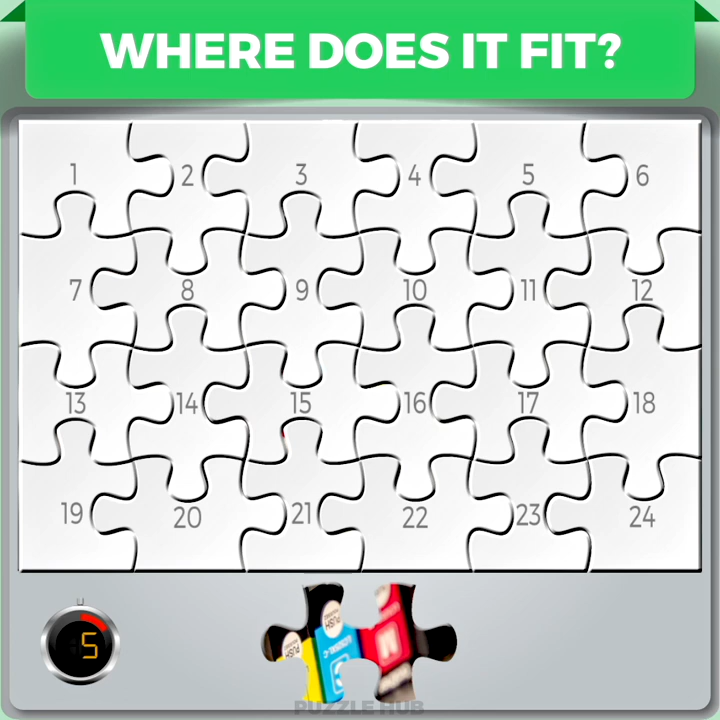 WHERE DOES IT FIT?
1 2 3 4 5 6
7 8 9 10 11 12
13 14 15 16 17 18
19 20 21 22 23 24
5
PUSH
PUSH
PUZZLE HUB